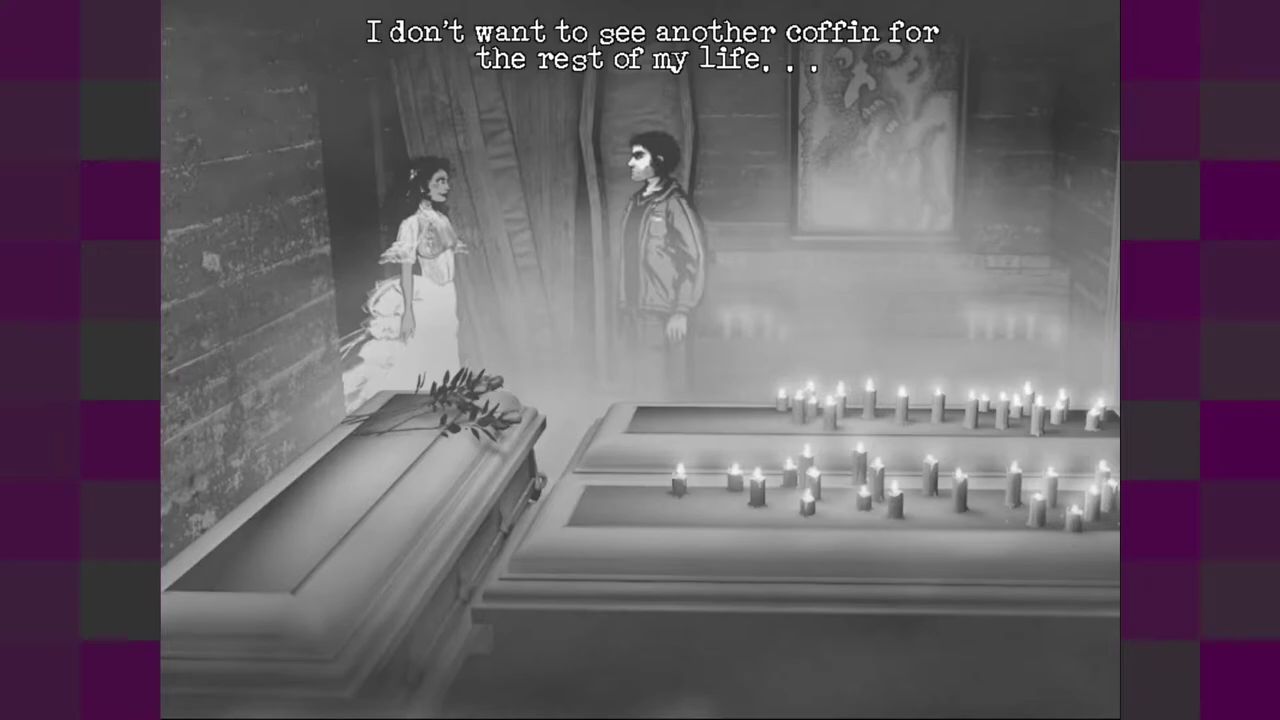 I don't want to see another coffin for
the rest of my life. . .